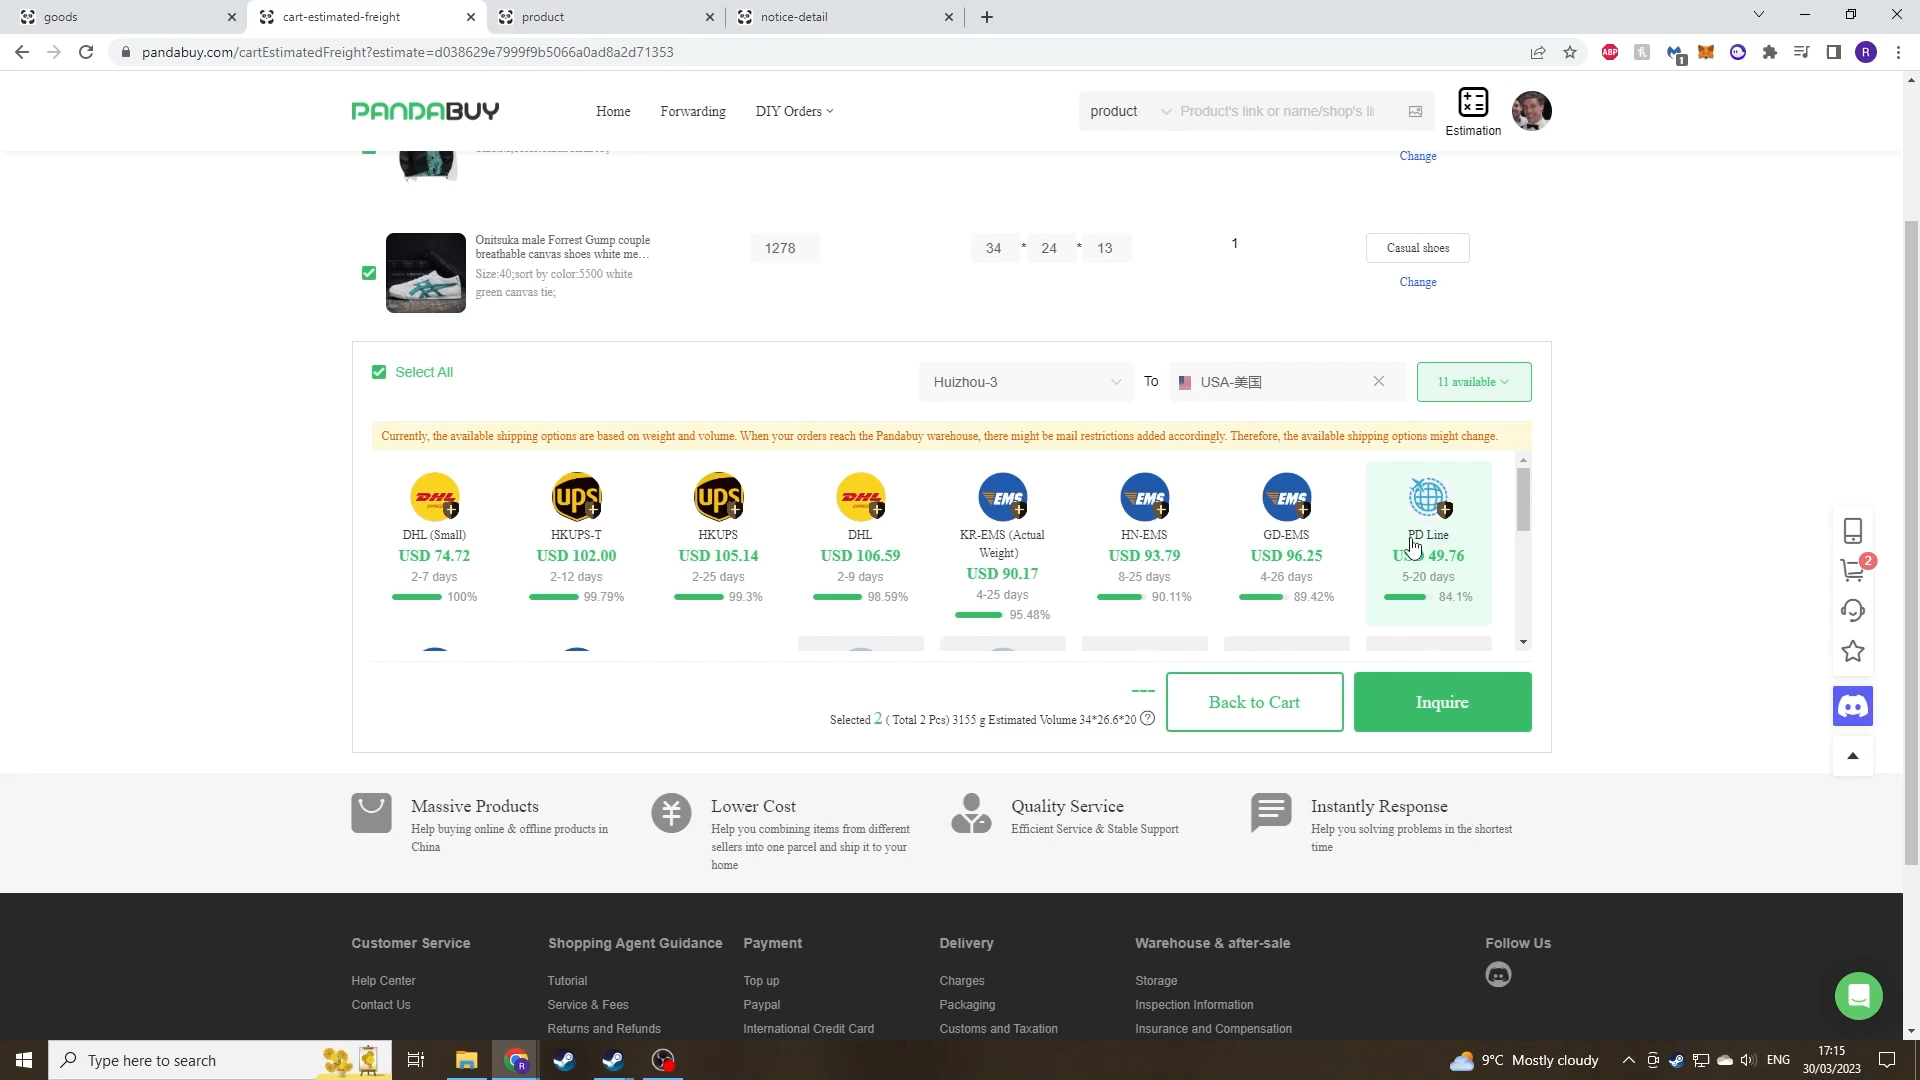 goods
cart-estimated-freight
product
notice-detail
pandabuy.com/cartEstimatedFreight?estimate=d038629e7999f9b5066a0ad8a2d71353
ABP
1
R
PANDABUY
Home
Forwarding
DIY Orders
product
Product's link or name/shop's li
Estimation
Change
Onitsuka male Forrest Gump couple
breathable canvas shoes white me...
Size:40;sort by color:5500 white
green canvas tie;
1278
34 * 24 * 13
1
Casual shoes
Change
Select All
Huizhou-3
To
USA-美国
11 available
Currently, the available shipping options are based on weight and volume. When your orders reach the Pandabuy warehouse, there might be mail restrictions added accordingly. Therefore, the available shipping options might change.
DHL (Small)
USD 74.72
2-7 days
100%
HKUPS-T
USD 102.00
2-12 days
99.79%
HKUPS
USD 105.14
2-25 days
99.3%
DHL
USD 106.59
2-9 days
98.59%
KR-EMS (Actual
Weight)
USD 90.17
4-25 days
95.48%
HN-EMS
USD 93.79
8-25 days
90.11%
GD-EMS
USD 96.25
4-26 days
89.42%
PD Line
49.76
5-20 days
84.1%
---
Selected 2 ( Total 2 Pcs) 3155 g Estimated Volume 34*26.6*20
Back to Cart
Inquire
2
Massive Products
Help buying online & offline products in
China
Lower Cost
Help you combining items from different
sellers into one parcel and ship it to your
home
Quality Service
Efficient Service & Stable Support
Instantly Response
Help you solving problems in the shortest
time
Customer Service
Help Center
Contact Us
Shopping Agent Guidance
Tutorial
Service & Fees
Returns and Refunds
Payment
Top up
Paypal
International Credit Card
Delivery
Charges
Packaging
Customs and Taxation
Warehouse & after-sale
Storage
Inspection Information
Insurance and Compensation
Follow Us
Type here to search
9°C Mostly cloudy
ENG
17:15
30/03/2023